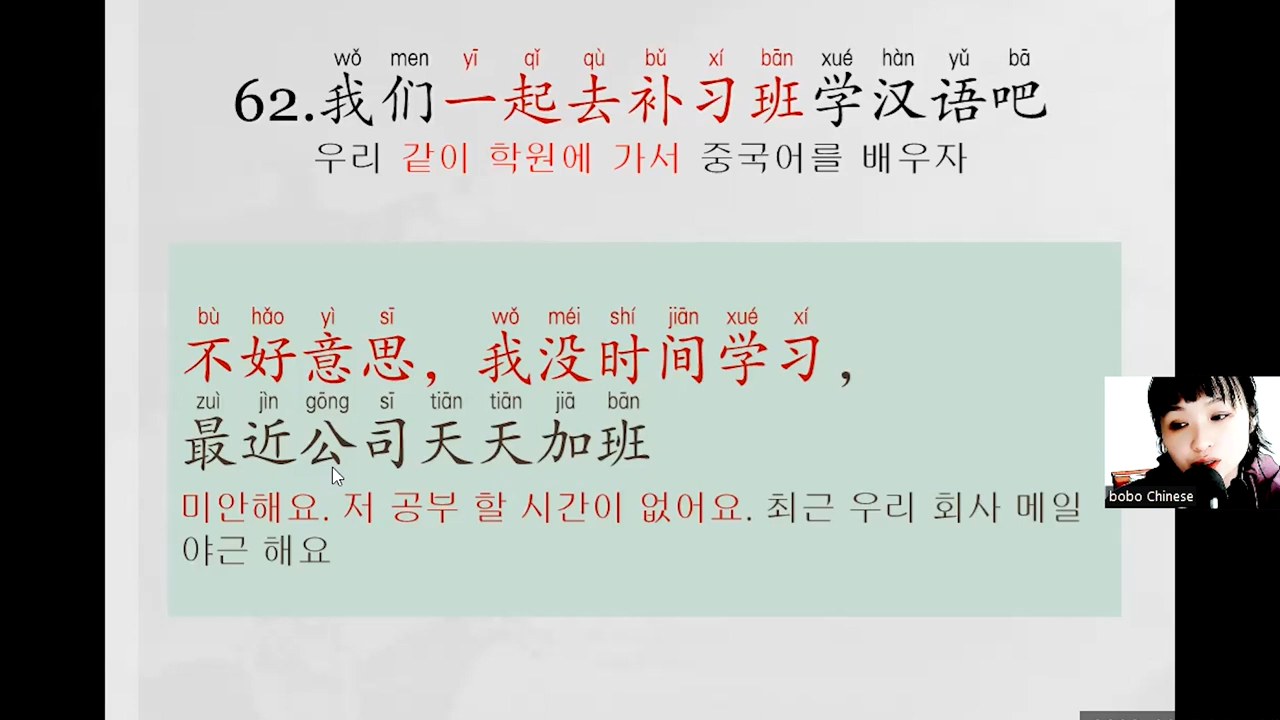 wǒ men yī qǐ qù bǔ xí bān xué hàn yǔ bā
62.我们一起去补习班学汉语吧
우리 같이 학원에 가서 중국어를 배우자
bù hǎo yì sī wǒ méi shí jiān xué xí
不好意思，我没时间学习，
zuì jìn gōng sī tiān tiān jiā bān
最近公司天天加班
미안해요. 저 공부 할 시간이 없어요. 최근 우리 회사 메일
야근 해요
bobo Chinese